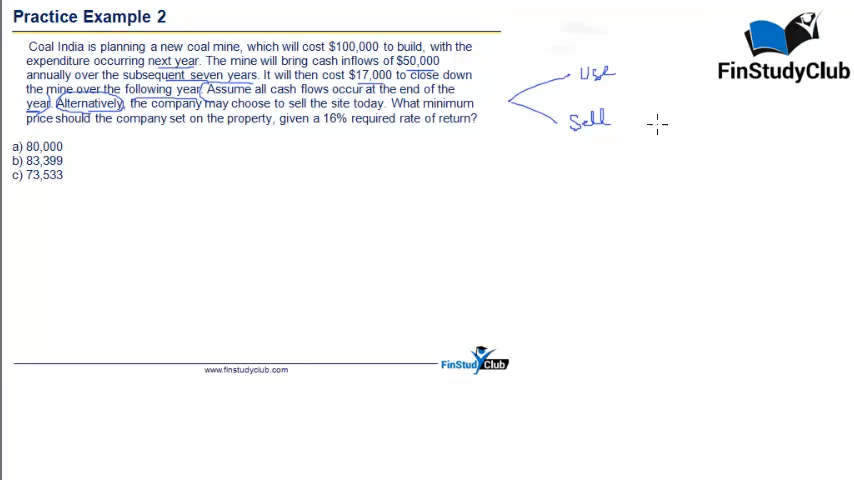 Practice Example 2
Coal India is planning a new coal mine, which will cost $100,000 to build, with the
expenditure occurring next year. The mine will bring cash inflows of $50,000
annually over the subsequent seven years. It will then cost $17,000 to close down
the mine over the following year. Assume all cash flows occur at the end of the
year. Alternatively, the company may choose to sell the site today. What minimum
price should the company set on the property, given a 16% required rate of return?
a) 80,000
b) 83,399
c) 73,533
Use
Sell
FinStudyClub
www.finstudyclub.com
FinStudyClub